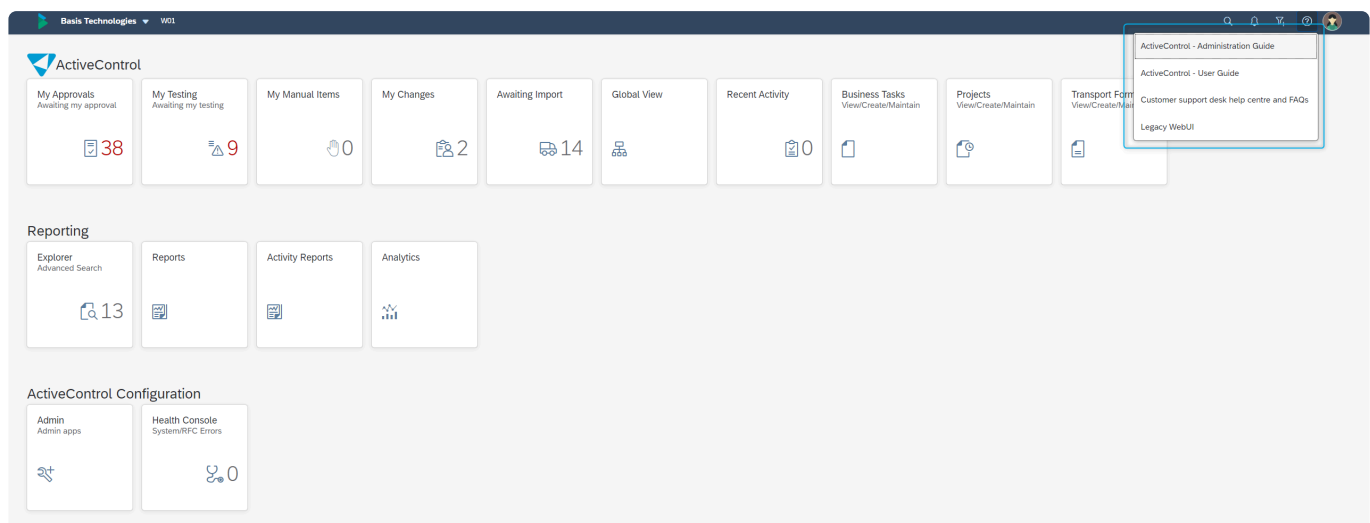 Basis Technologies W01
ActiveControl - Administration Guide
ActiveControl - User Guide
Customer support desk help centre and FAQs
Legacy WebUI
ActiveControl
My Approvals
Awaiting my approval
38
My Testing
Awaiting my testing
9
My Manual Items
0
My Changes
2
Awaiting Import
14
Global View
Recent Activity
0
Business Tasks
View/Create/Maintain
Projects
View/Create/Maintain
Transport Form
View/Create/Mai
Reporting
Explorer
Advanced Search
13
Reports
Activity Reports
Analytics
ActiveControl Configuration
Admin
Admin apps
Health Console
System/RFC Errors
0